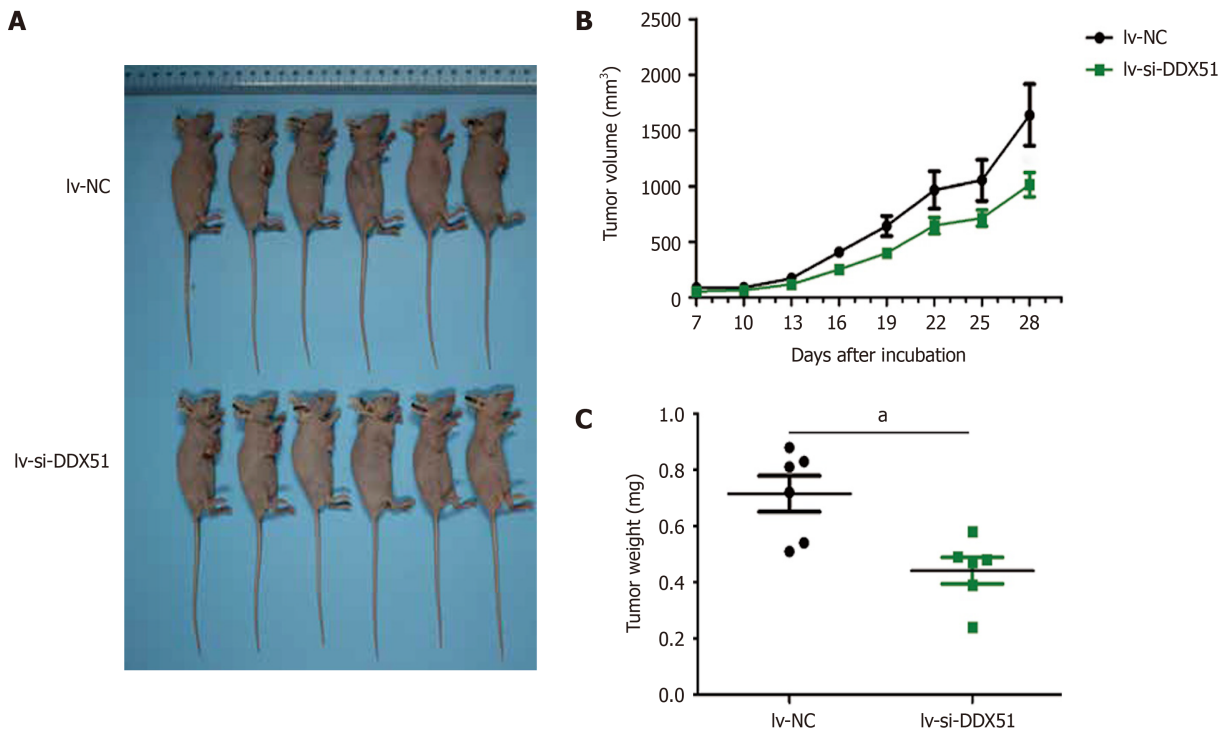 A
lv-NC
lv-si-DDX51
B
Tumor volume (mm³)
2500
2000
1500
1000
500
0
7 10 13 16 19 22 25 28
Days after incubation
lv-NC
lv-si-DDX51
C
Tumor weight (mg)
1.0
0.8
0.6
0.4
0.2
0.0
a
lv-NC lv-si-DDX51